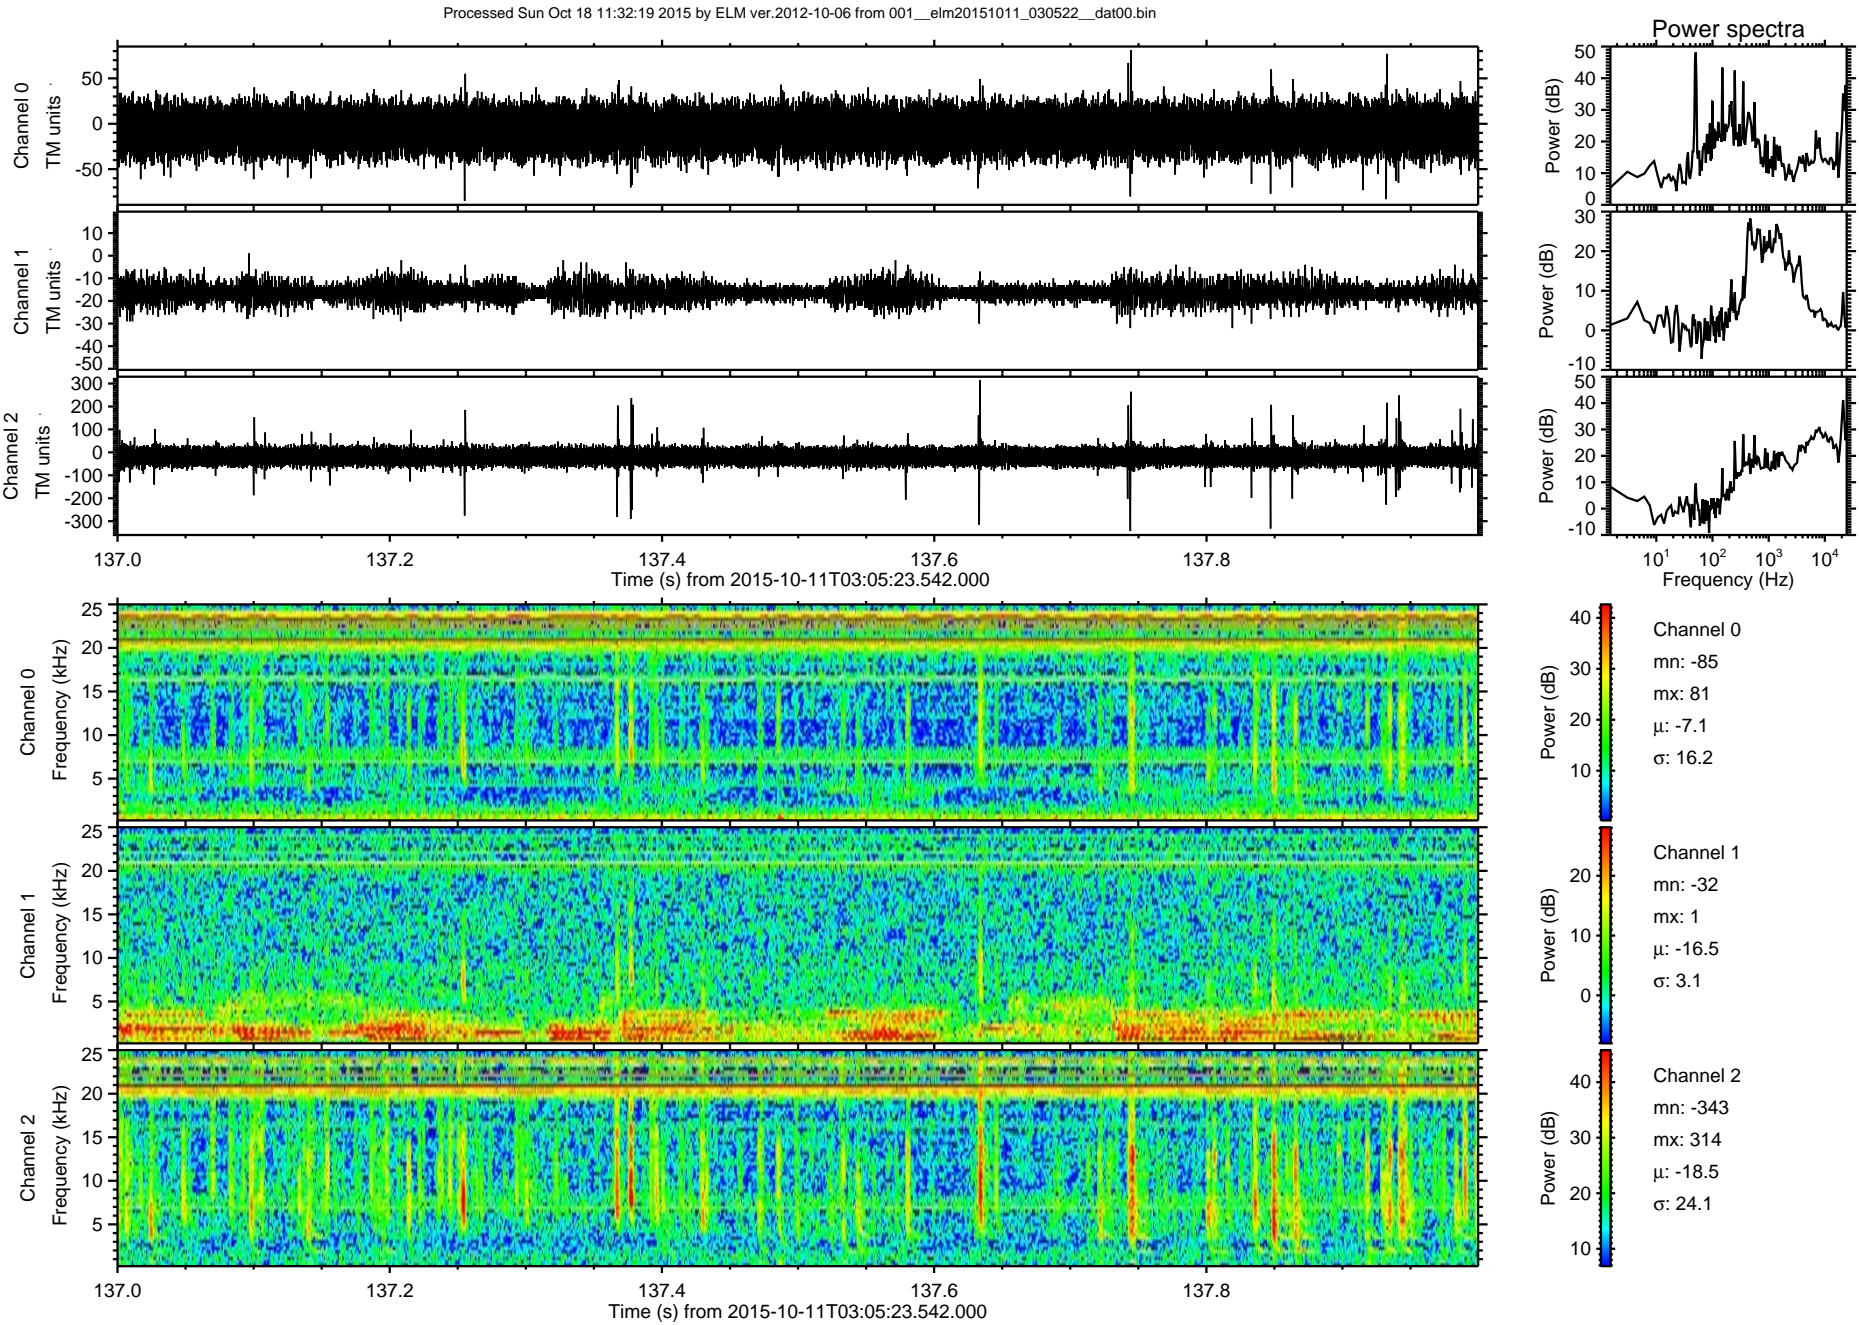 Processed Sun Oct 18 11:32:19 2015 by ELM ver.2012-10-06 from 001__elm20151011_030522__dat00.bin
Power spectra
Channel 0
TM units
50
0
-50
Power (dB)
50
40
30
20
10
0
Channel 1
TM units
10
0
-10
-20
-30
-40
-50
Power (dB)
30
20
10
0
-10
Channel 2
TM units
300
200
100
0
-100
-200
-300
Power (dB)
50
40
30
20
10
0
-10
137.0 137.2 137.4 137.6 137.8
Time (s) from 2015-10-11T03:05:23.542.000
10^1 10^2 10^3 10^4
Frequency (Hz)
Channel 0
Frequency (kHz)
25
20
15
10
5
Power (dB)
40
30
20
10
Channel 0
mn: -85
mx: 81
μ: -7.1
σ: 16.2
Channel 1
Frequency (kHz)
25
20
15
10
5
Power (dB)
20
10
0
Channel 1
mn: -32
mx: 1
μ: -16.5
σ: 3.1
Channel 2
Frequency (kHz)
25
20
15
10
5
Power (dB)
40
30
20
10
Channel 2
mn: -343
mx: 314
μ: -18.5
σ: 24.1
137.0 137.2 137.4 137.6 137.8
Time (s) from 2015-10-11T03:05:23.542.000